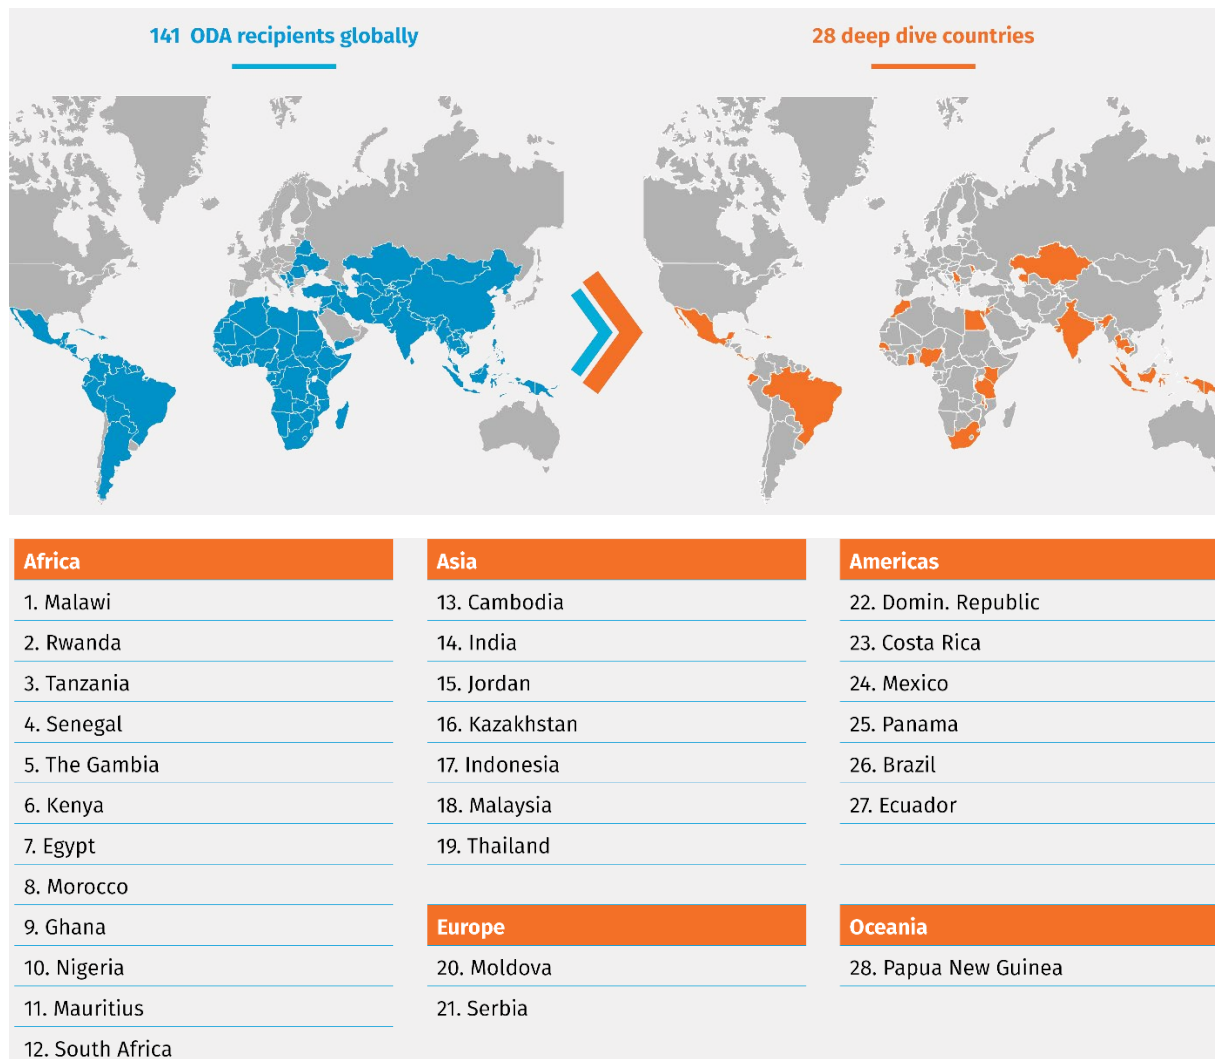 141 ODA recipients globally
28 deep dive countries
Africa
1. Malawi
2. Rwanda
3. Tanzania
4. Senegal
5. The Gambia
6. Kenya
7. Egypt
8. Morocco
9. Ghana
10. Nigeria
11. Mauritius
12. South Africa
Asia
13. Cambodia
14. India
15. Jordan
16. Kazakhstan
17. Indonesia
18. Malaysia
19. Thailand
Europe
20. Moldova
21. Serbia
Americas
22. Domin. Republic
23. Costa Rica
24. Mexico
25. Panama
26. Brazil
27. Ecuador
Oceania
28. Papua New Guinea